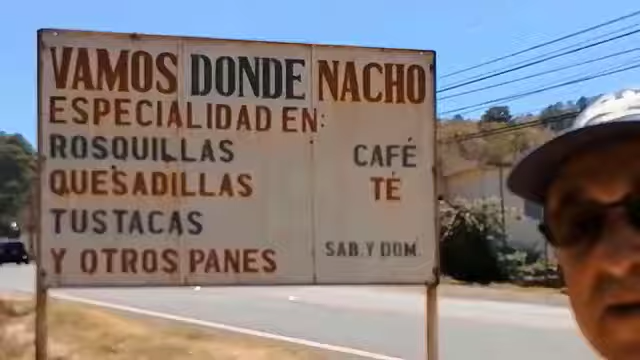 VAMOS DONDE NACHO
ESPECIALIDAD EN:
ROSQUILLAS
QUESADILLAS
TUSTACAS
Y OTROS PANES
CAFÉ
TÉ
SAB. Y DOM.